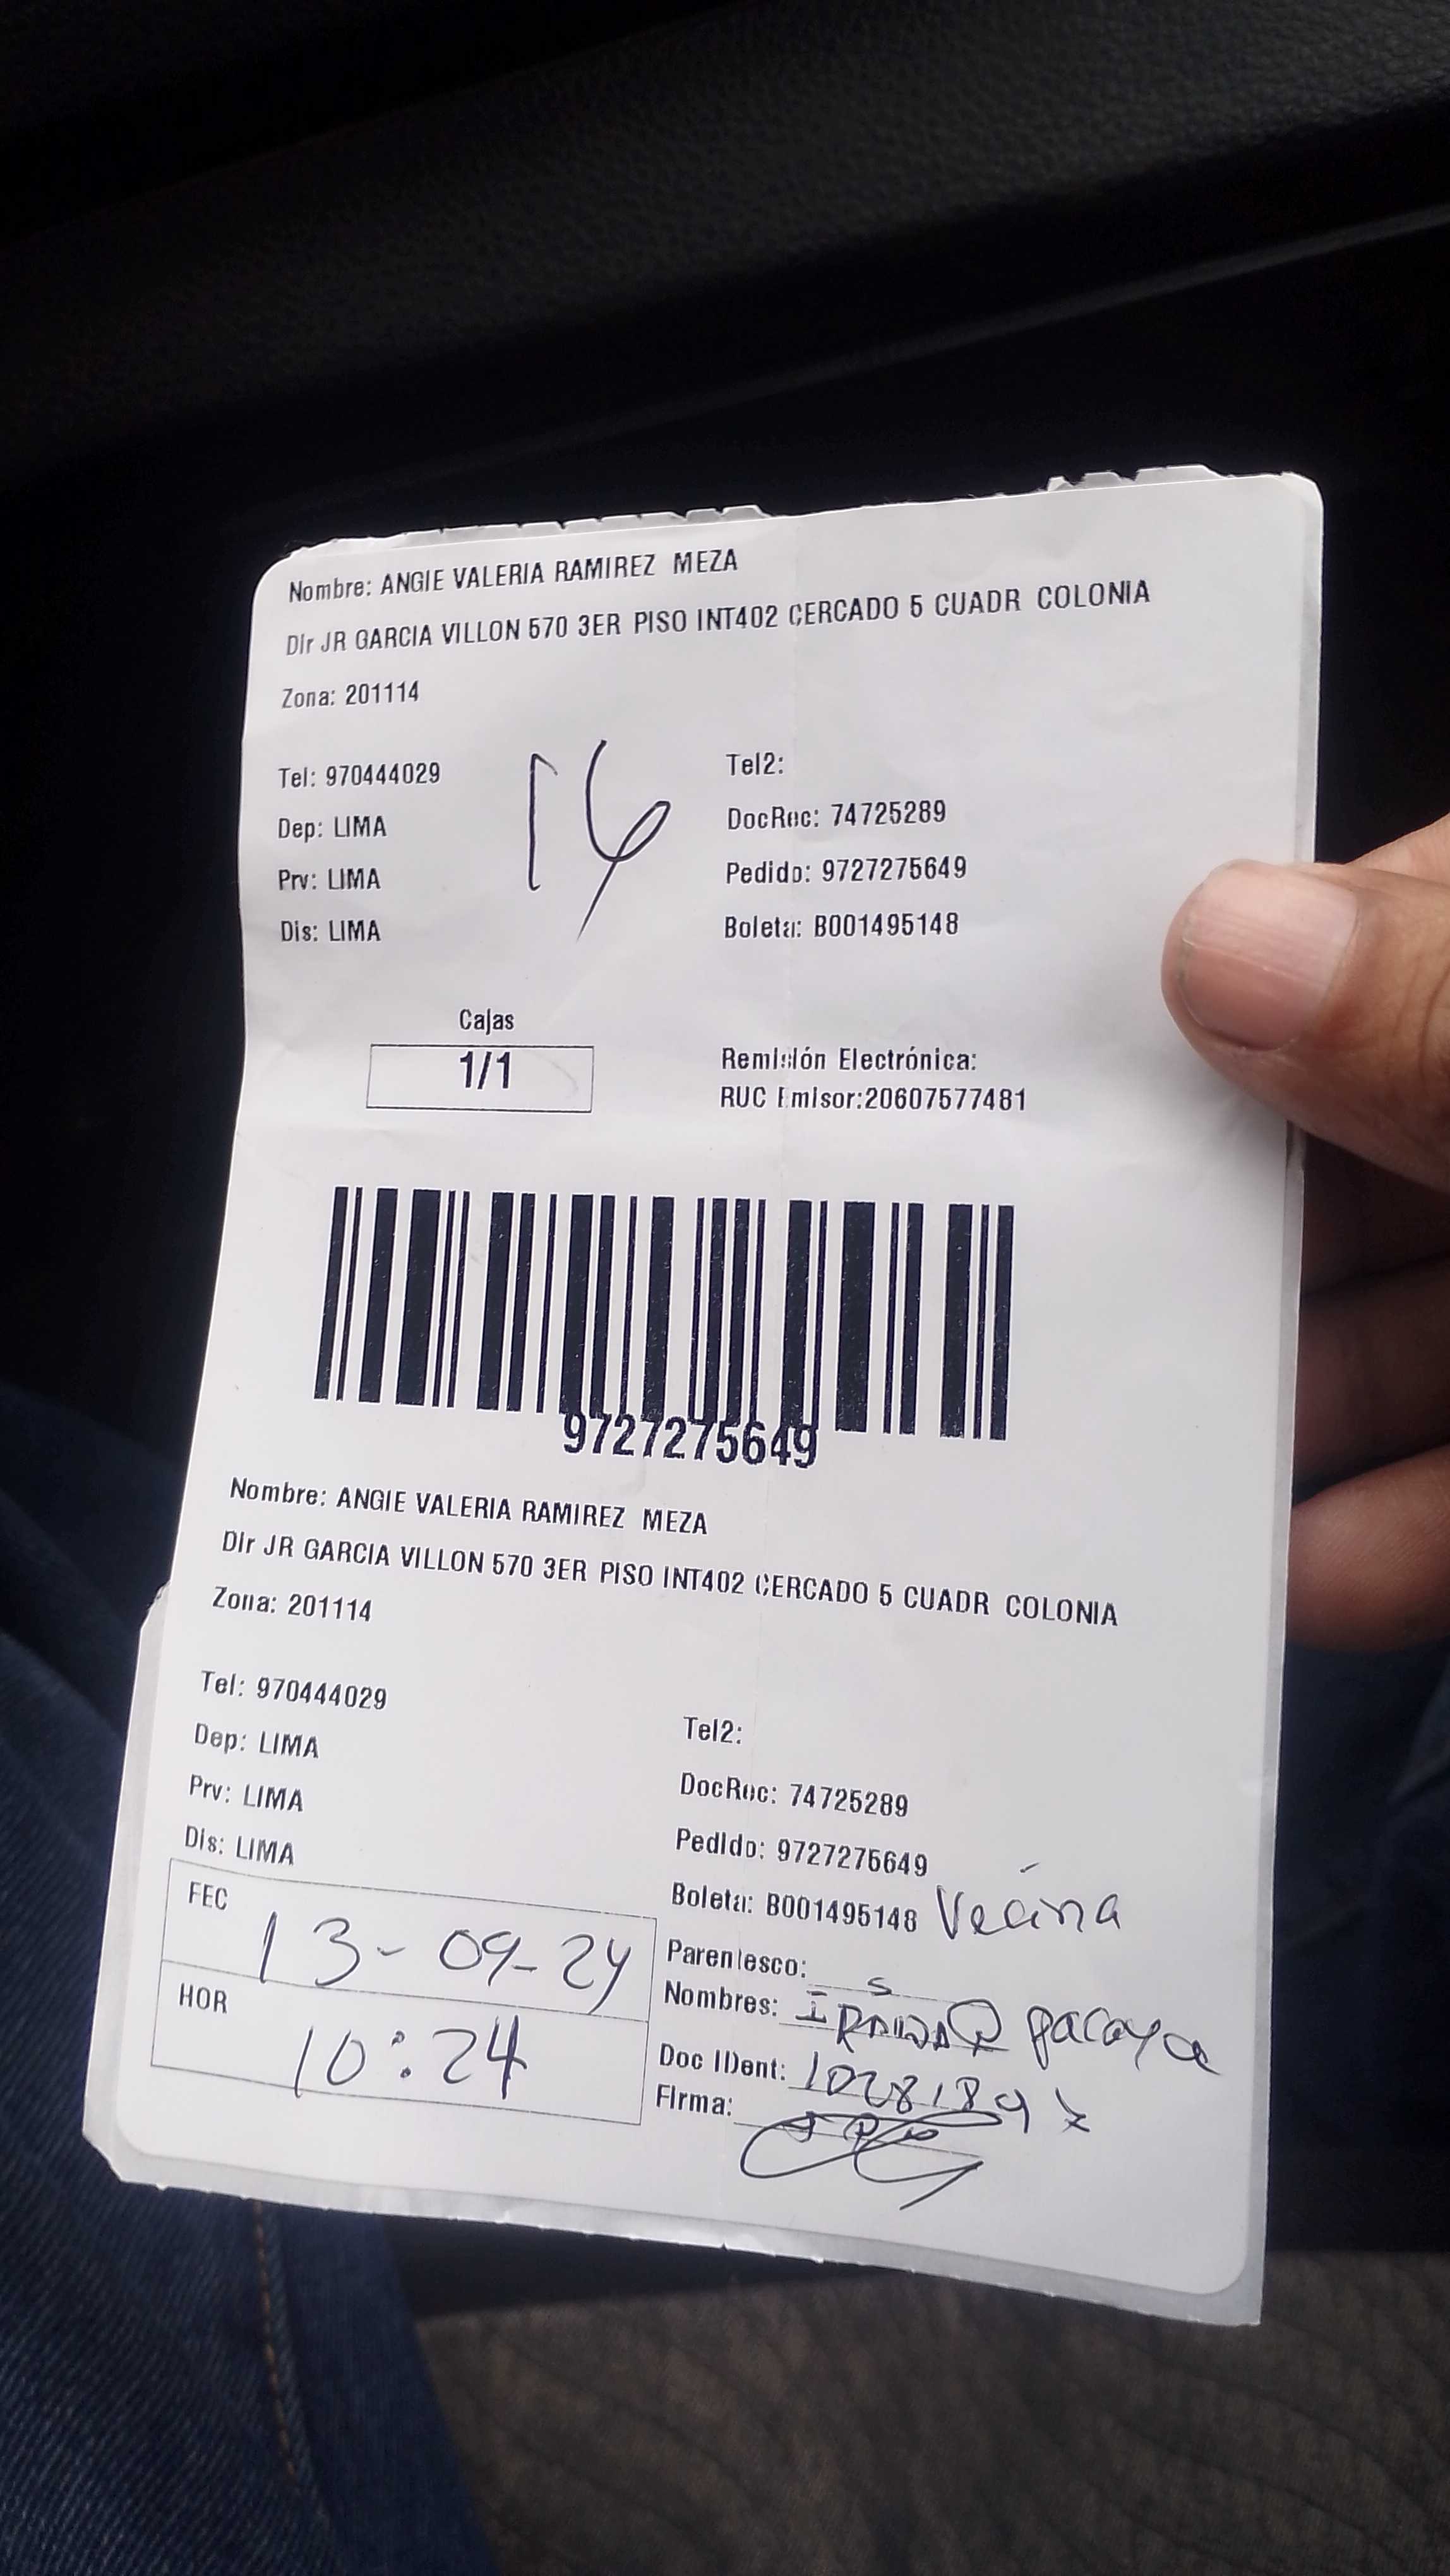 Nombre: ANGIE VALERIA RAMIREZ MEZA
Dir JR GARCIA VILLON 570 3ER PISO INT402 CERCADO 5 CUADR COLONIA
Zona: 201114
Tel: 970444029
Tel2:
Dep: LIMA
DocRec: 74725289
Prv: LIMA
Pedido: 9727275649
Dis: LIMA
Boleta: B001495148
Cajas
1/1
Remisión Electrónica:
RUC Emisor:20607577481
9727275649
Nombre: ANGIE VALERIA RAMIREZ MEZA
Dir JR GARCIA VILLON 570 3ER PISO INT402 CERCADO 5 CUADR COLONIA
Zona: 201114
Tel: 970444029
Tel2:
Dep: LIMA
DocRec: 74725289
Prv: LIMA
Pedido: 9727275649
Dis: LIMA
Boleta: B001495148 Vecina
FEC 13-09-24
Parentesco:
Nombres: garaya
HOR 10:24
Doc IDent:
Firma: